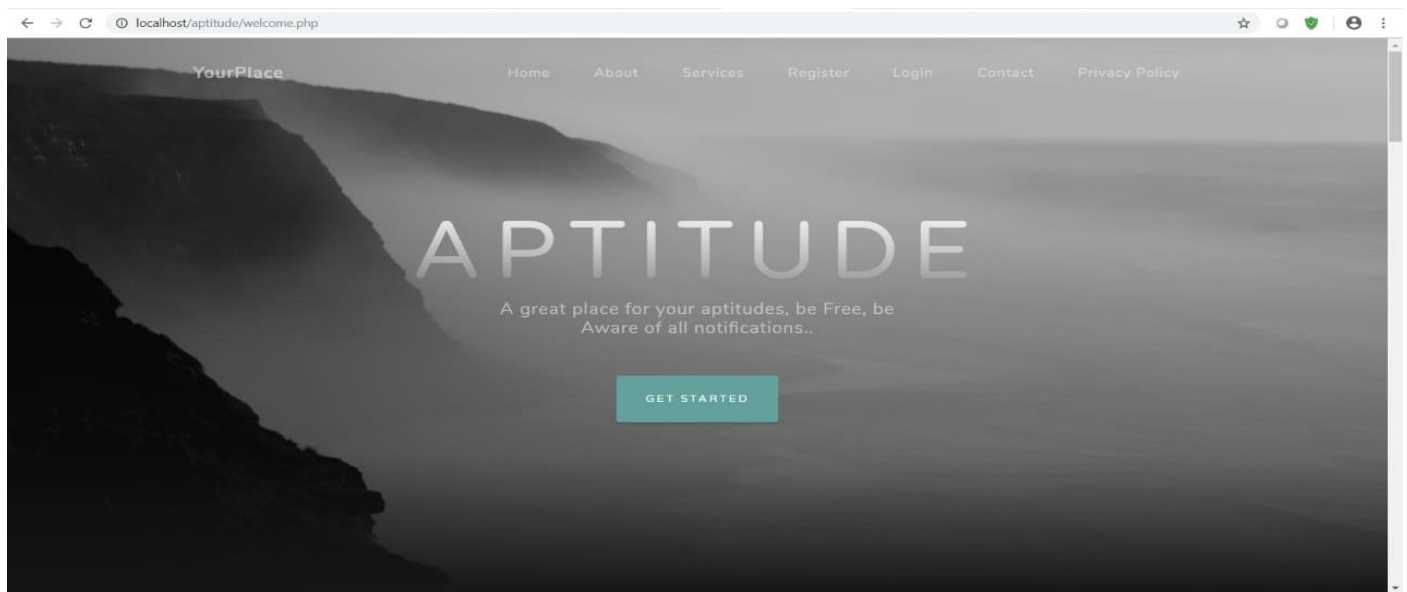 localhost/aptitude/welcome.php
YourPlace Home About Services Register Login Contact Privacy Policy
APTITUDE
A great place for your aptitudes, be Free, be
Aware of all notifications..
GET STARTED